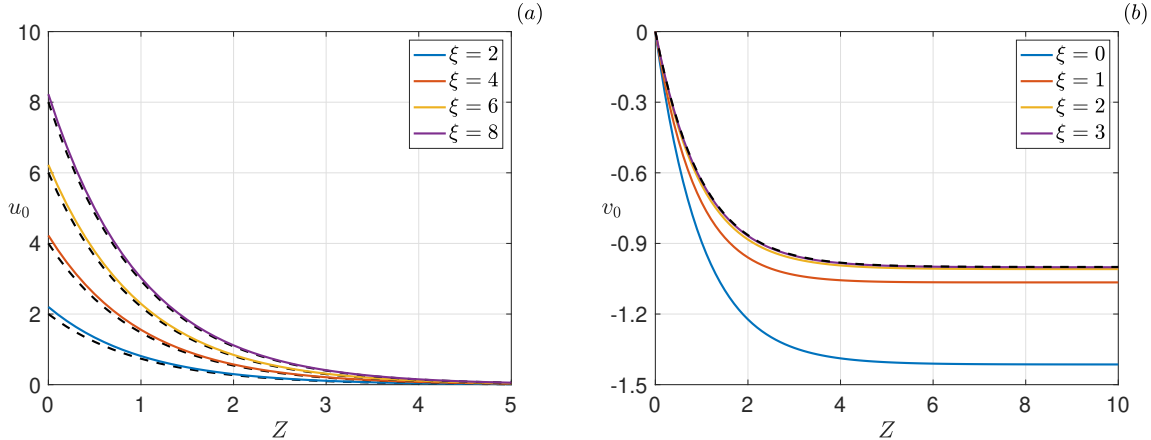 (a)
10
8
6
4
2
0
u₀
0 1 2 3 4 5
Z
ξ = 2
ξ = 4
ξ = 6
ξ = 8
(b)
0
-0.3
-0.6
-0.9
-1.2
-1.5
v₀
0 2 4 6 8 10
Z
ξ = 0
ξ = 1
ξ = 2
ξ = 3